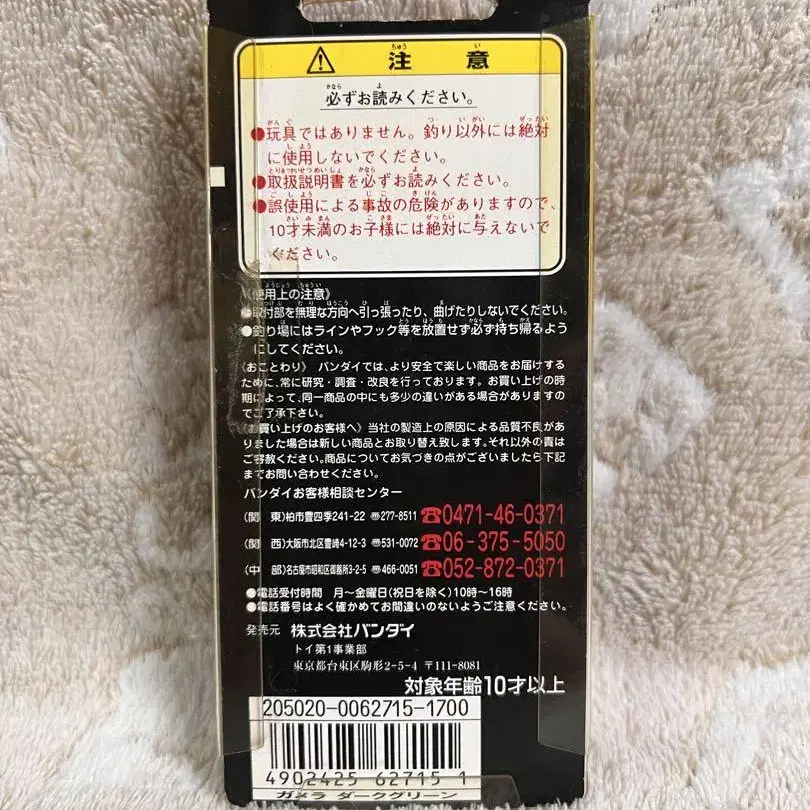 注意
必ずお読みください。
●玩具ではありません。釣り以外には絶対
に使用しないでください。
●取扱説明書を必ずお読みください。
●誤使用による事故の危険がありますので、
10才未満のお子様には絶対に与えないで
ください。
《使用上の注意》
●取付部を無理な方向へ引っ張ったり、曲げたりしないでください。
●釣り場にはラインやフック等を放置せず必ず持ち帰るよう
にしてください。
〈おことわり〉 バンダイでは、より安全で楽しい商品をお届けする
ために、常に研究・調査・改良を行っております。お買い上げの時
期によって、同一商品の中にも多少の違いがある場合がありますの
でご了承下さい。
〈お買い上げのお客様へ〉 当社の製造上の原因による品質不良があ
りました場合は新しい商品とお取り替え致します。それ以外の責は
ご容赦ください。商品についてお気づきの点がございましたら下記
までお問い合わせください。
バンダイお客様相談センター
(関 東)柏市豊四季241-22 〒277-8511 ☎0471-46-0371
(関 西)大阪市北区豊崎4-12-3 〒531-0072 ☎06-375-5050
(中 部)名古屋市昭和区御器所3-2-5 〒466-0051 ☎052-872-0371
●電話受付時間 月〜金曜日(祝日を除く)10時〜16時
●電話番号はよく確かめてお間違いのないようご注意ください。
発売元 株式会社バンダイ
トイ第1事業部
東京都台東区駒形2-5-4 〒111-8081
対象年齢10才以上
205020-0062715-1700
4902425 62715 1
ガメラ ダークグリーン